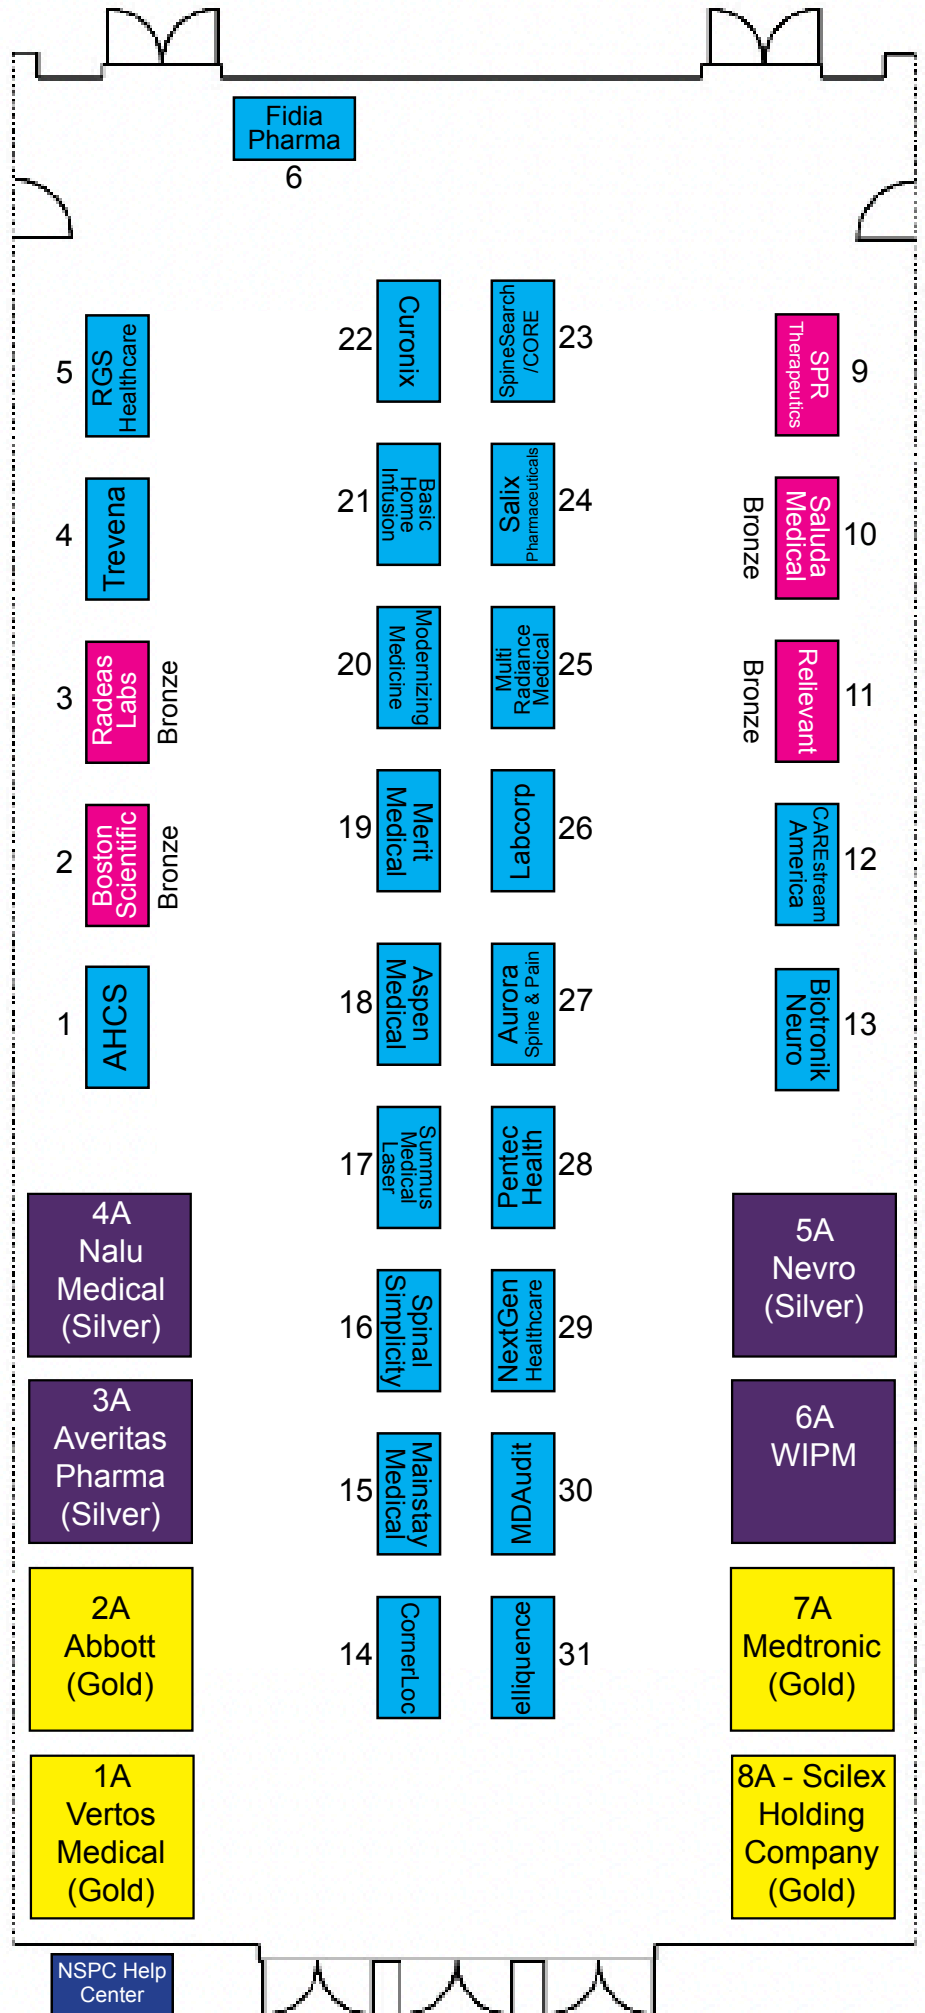 Fidia
Pharma
6
5
RGS
Healthcare
22
Curonix
SpineSearch
/CORE
23
SPR
Therapeutics
9
4
Trevena
21
Basic
Home
Infusion
Salix
Pharmaceuticals
24
Bronze
Saluda
Medical
10
3
Radeas
Labs
Bronze
20
Modernizing
Medicine
Multi
Radiance
Medical
25
Bronze
Relievant
11
2
Boston
Scientific
Bronze
19
Merit
Medical
Labcorp
26
CAREstream
America
12
1
AHCS
18
Aspen
Medical
Aurora
Spine & Pain
27
Biotronik
Neuro
13
17
Summus
Medical
Laser
Pentec
Health
28
4A
Nalu
Medical
(Silver)
16
Spinal
Simplicity
NextGen
Healthcare
29
5A
Nevro
(Silver)
3A
Averitas
Pharma
(Silver)
15
Mainstay
Medical
MDAudit
30
6A
WIPM
2A
Abbott
(Gold)
14
CornerLoc
elliquence
31
7A
Medtronic
(Gold)
1A
Vertos
Medical
(Gold)
8A - Scilex
Holding
Company
(Gold)
NSPC Help
Center